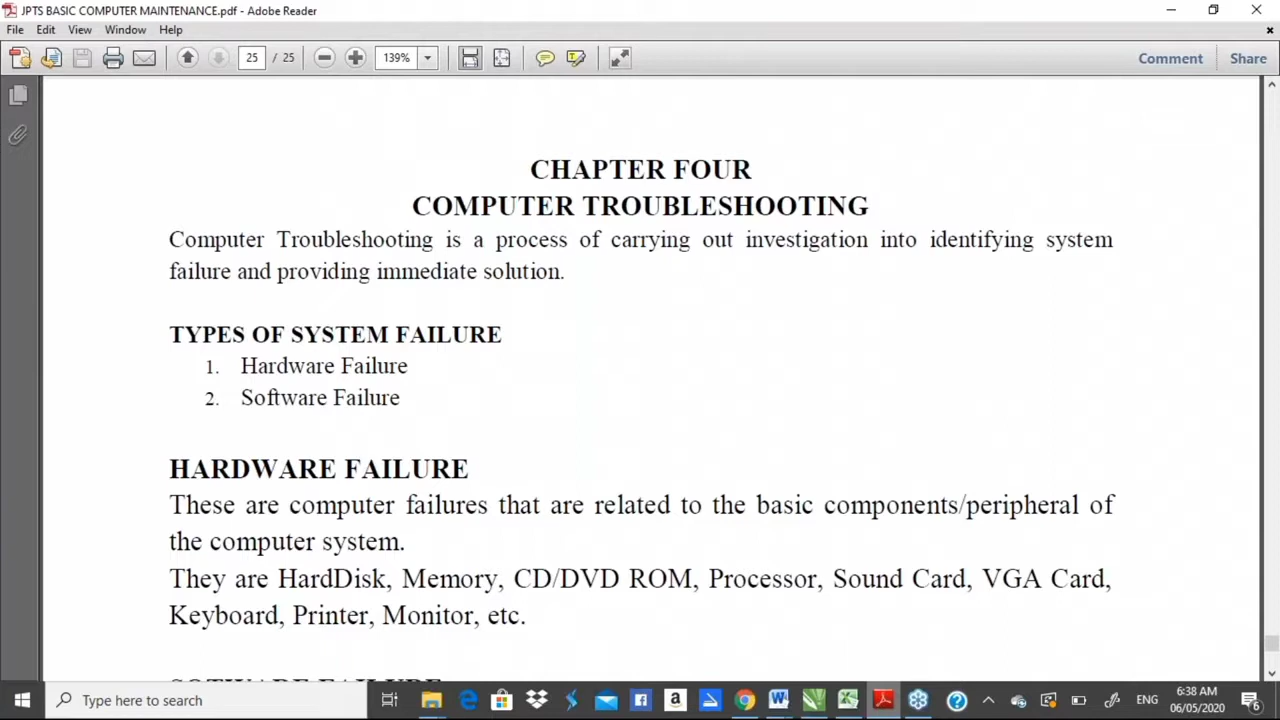 JPTS BASIC COMPUTER MAINTENANCE.pdf - Adobe Reader
File Edit View Window Help
25 / 25 139% Comment Share
CHAPTER FOUR
COMPUTER TROUBLESHOOTING
Computer Troubleshooting is a process of carrying out investigation into identifying system
failure and providing immediate solution.
TYPES OF SYSTEM FAILURE
1. Hardware Failure
2. Software Failure
HARDWARE FAILURE
These are computer failures that are related to the basic components/peripheral of
the computer system.
They are HardDisk, Memory, CD/DVD ROM, Processor, Sound Card, VGA Card,
Keyboard, Printer, Monitor, etc.
SOTWARE FAILURE
Type here to search
ENG
6:38 AM
06/05/2020
6